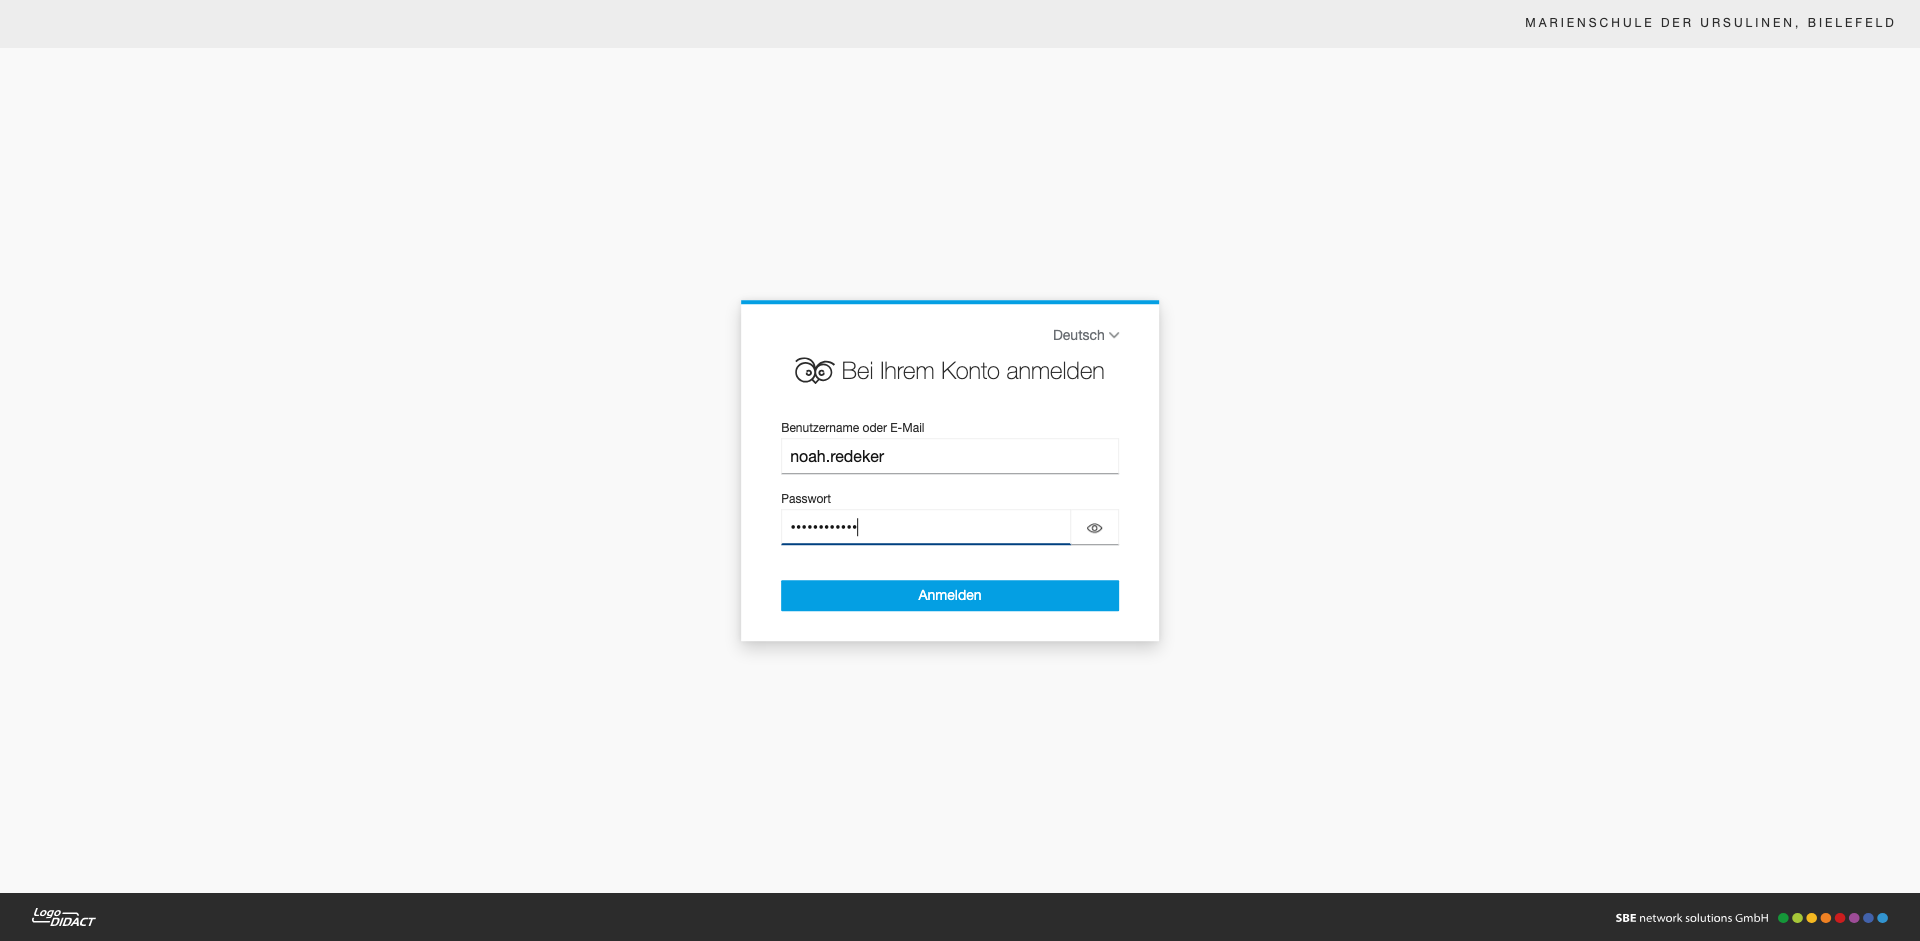 MARIENSCHULE DER URSULINEN, BIELEFELD
Deutsch
Bei Ihrem Konto anmelden
Benutzername oder E-Mail
noah.redeker
Passwort
••••••••••••
Anmelden
Logo
DIDACT
SBE network solutions GmbH